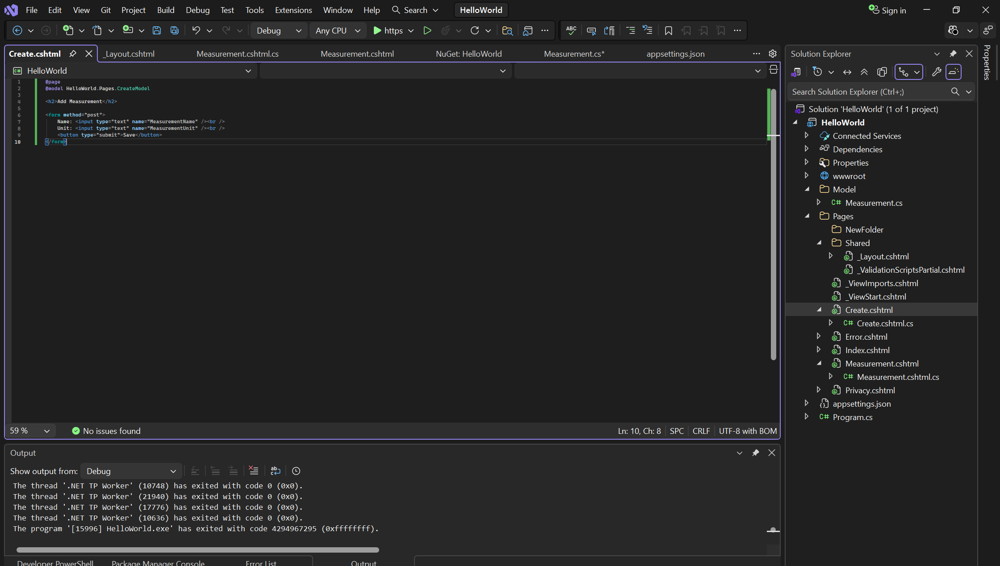 File Edit View Git Project Build Debug Test Tools Extensions Window Help Search HelloWorld Sign in
Debug Any CPU https
Create.cshtml _Layout.cshtml Measurement.cshtml.cs Measurement.cshtml NuGet: HelloWorld Measurement.cs* appsettings.json
HelloWorld
1 @page
2 @model HelloWorld.Pages.CreateModel
3
4 <h2>Add Measurement</h2>
5
6 <form method="post">
7 Name: <input type="text" name="MeasurementName" /><br />
8 Unit: <input type="text" name="MeasurementUnit" /><br />
9 <button type="submit">Save</button>
10 </form>
59 % No issues found Ln: 10, Ch: 8 SPC CRLF UTF-8 with BOM
Output
Show output from: Debug
The thread '.NET TP Worker' (10748) has exited with code 0 (0x0).
The thread '.NET TP Worker' (21940) has exited with code 0 (0x0).
The thread '.NET TP Worker' (17776) has exited with code 0 (0x0).
The thread '.NET TP Worker' (10636) has exited with code 0 (0x0).
The program '[15996] HelloWorld.exe' has exited with code 4294967295 (0xffffffff).
Developer PowerShell Package Manager Console Error List Output
Solution Explorer
Search Solution Explorer (Ctrl+;)
Solution 'HelloWorld' (1 of 1 project)
HelloWorld
Connected Services
Dependencies
Properties
wwwroot
Model
C# Measurement.cs
Pages
NewFolder
Shared
_Layout.cshtml
_ValidationScriptsPartial.cshtml
_ViewImports.cshtml
_ViewStart.cshtml
Create.cshtml
C# Create.cshtml.cs
Error.cshtml
Index.cshtml
Measurement.cshtml
C# Measurement.cshtml.cs
Privacy.cshtml
appsettings.json
C# Program.cs
Properties